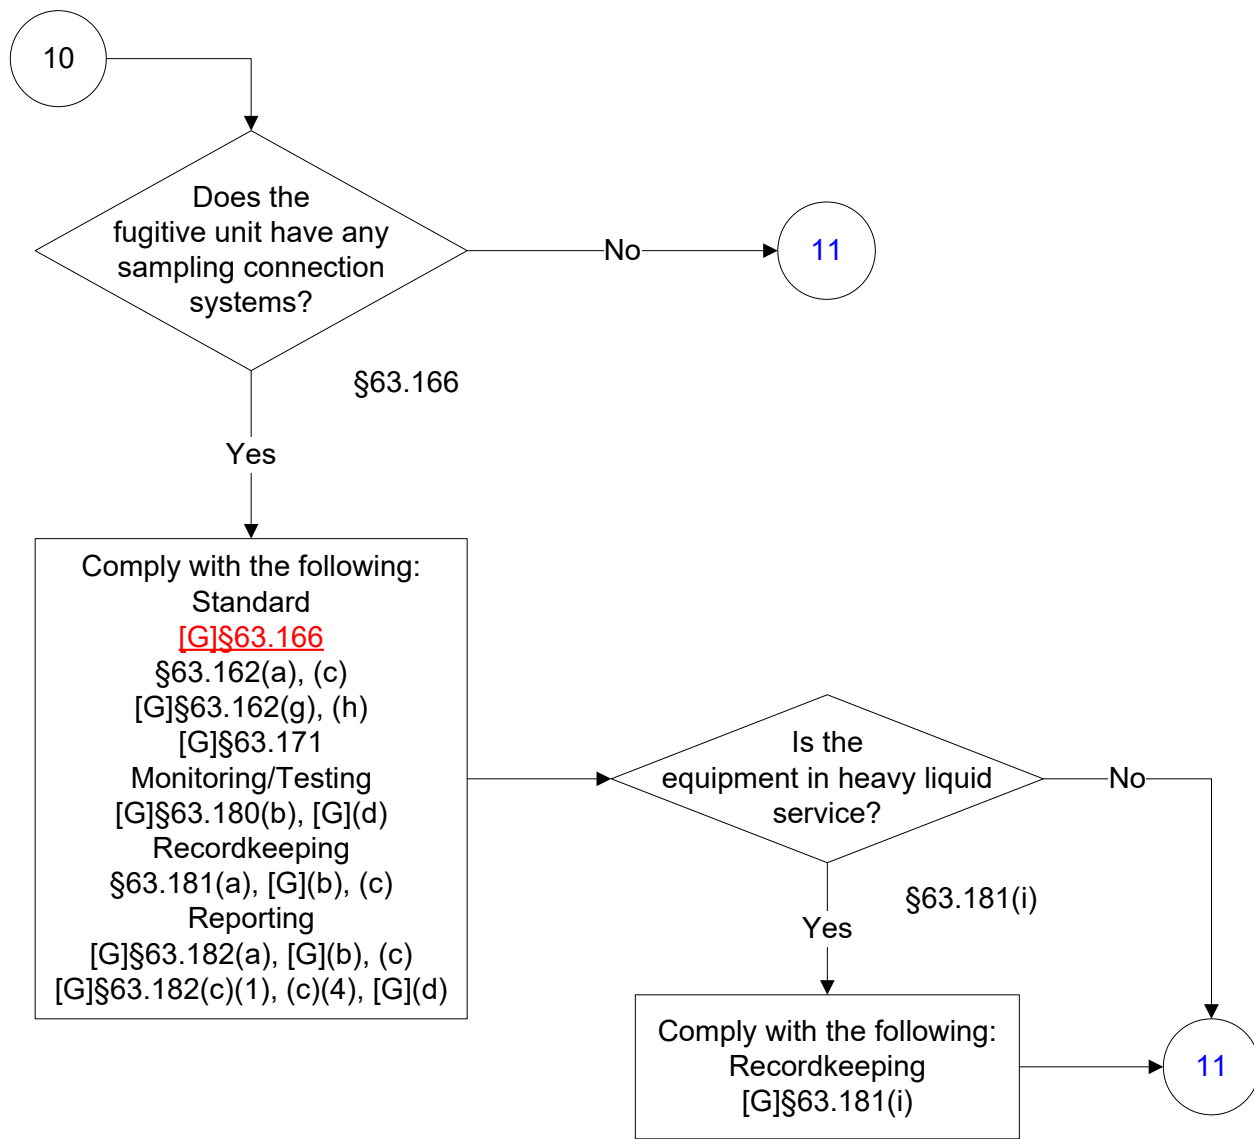 10
Does the
fugitive unit have any
sampling connection
systems?
No
11
§63.166
Yes
Comply with the following:
Standard
[G]§63.166
§63.162(a), (c)
[G]§63.162(g), (h)
[G]§63.171
Monitoring/Testing
[G]§63.180(b), [G](d)
Recordkeeping
§63.181(a), [G](b), (c)
Reporting
[G]§63.182(a), [G](b), (c)
[G]§63.182(c)(1), (c)(4), [G](d)
Is the
equipment in heavy liquid
service?
No
§63.181(i)
Yes
Comply with the following:
Recordkeeping
[G]§63.181(i)
11